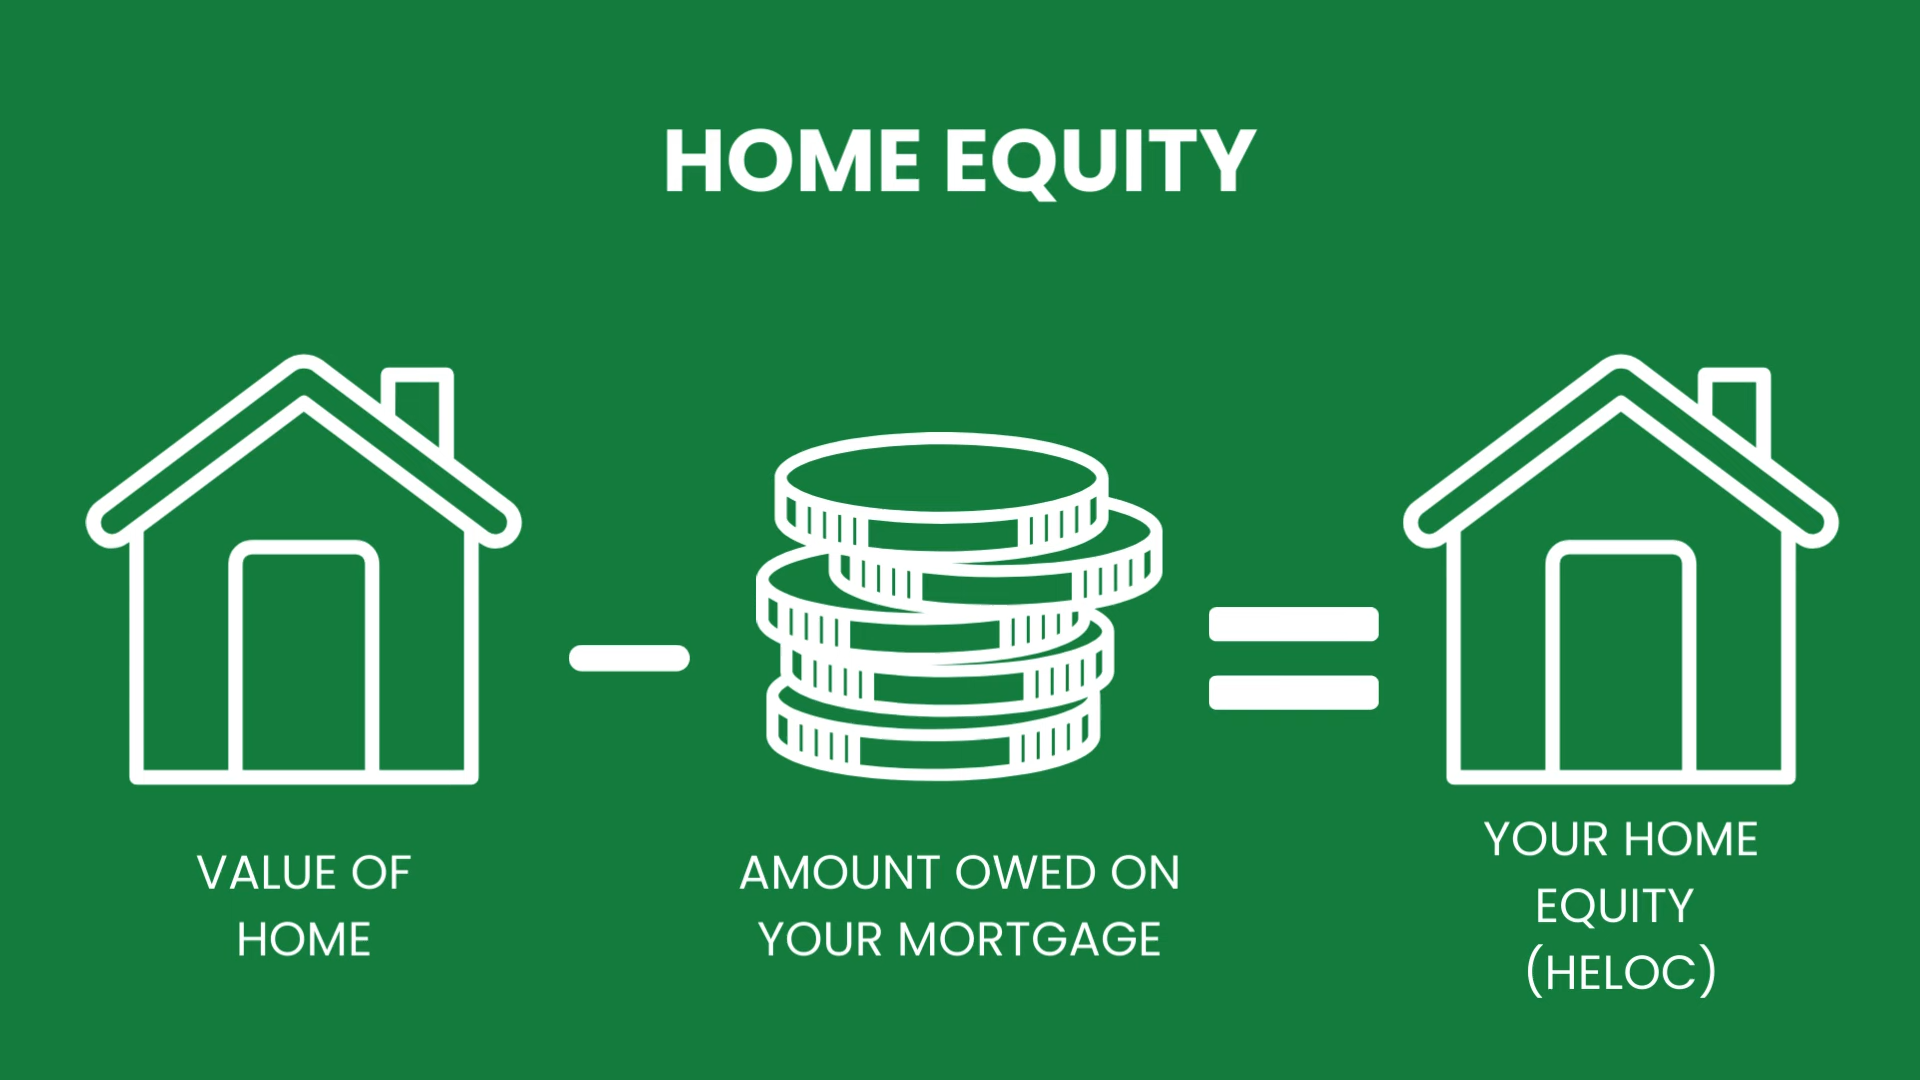 HOME EQUITY
VALUE OF
HOME
AMOUNT OWED ON
YOUR MORTGAGE
YOUR HOME
EQUITY
(HELOC)